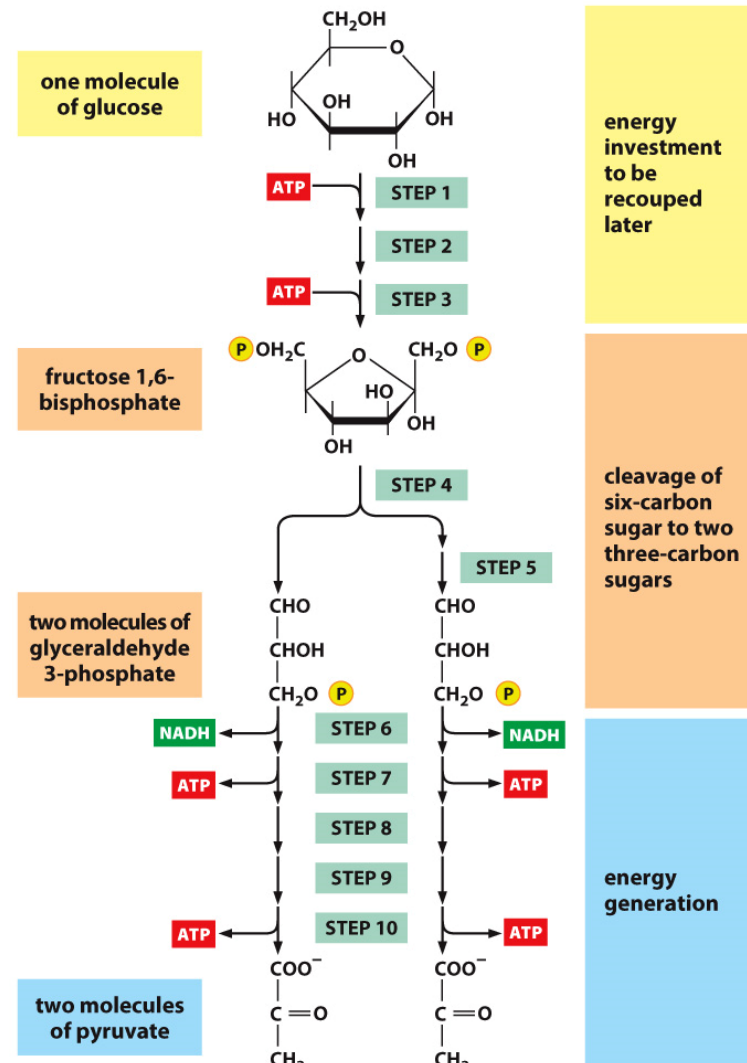 CH₂OH
O
one molecule
of glucose
OH
HO
OH
OH
energy
investment
to be
recouped
later
ATP
STEP 1
STEP 2
ATP
STEP 3
P OH₂C
O
CH₂O P
fructose 1,6-
bisphosphate
HO
OH
OH
STEP 4
cleavage of
six-carbon
sugar to two
three-carbon
sugars
STEP 5
two molecules of
glyceraldehyde
3-phosphate
CHO
CHOH
CH₂O P
CHO
CHOH
CH₂O P
NADH
STEP 6
NADH
ATP
STEP 7
ATP
STEP 8
STEP 9
energy
generation
ATP
STEP 10
ATP
two molecules
of pyruvate
COO⁻
C=O
CH₃
COO⁻
C=O
CH₃